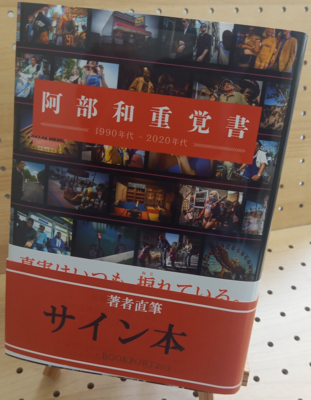 阿部和重覚書
1990年代－2020年代
真実はいつも、振れている。
著者直筆
サイン本